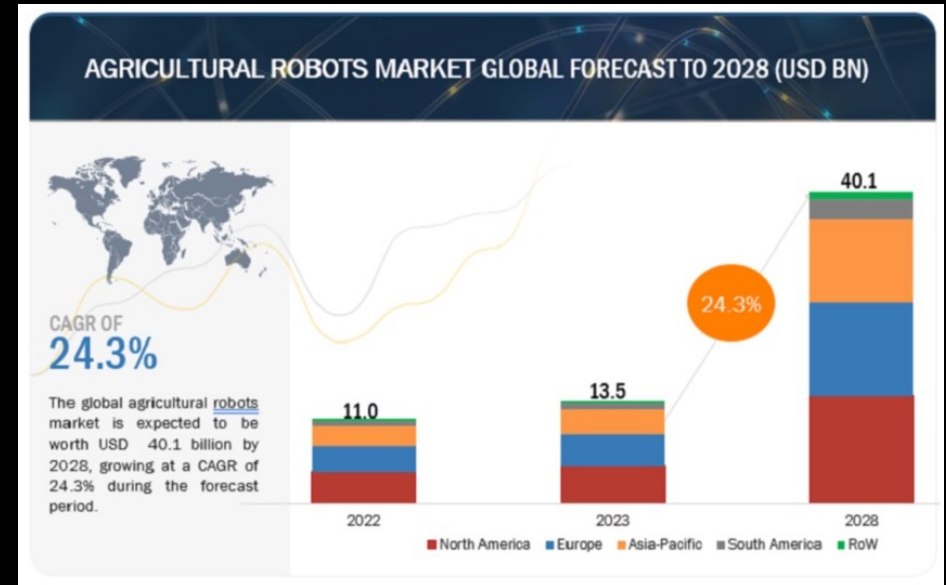 AGRICULTURAL ROBOTS MARKET GLOBAL FORECAST TO 2028 (USD BN)
CAGR OF
24.3%
The global agricultural robots
market is expected to be
worth USD 40.1 billion by
2028, growing at a CAGR of
24.3% during the forecast
period.
11.0
13.5
40.1
24.3%
2022
2023
2028
North America
Europe
Asia-Pacific
South America
RoW